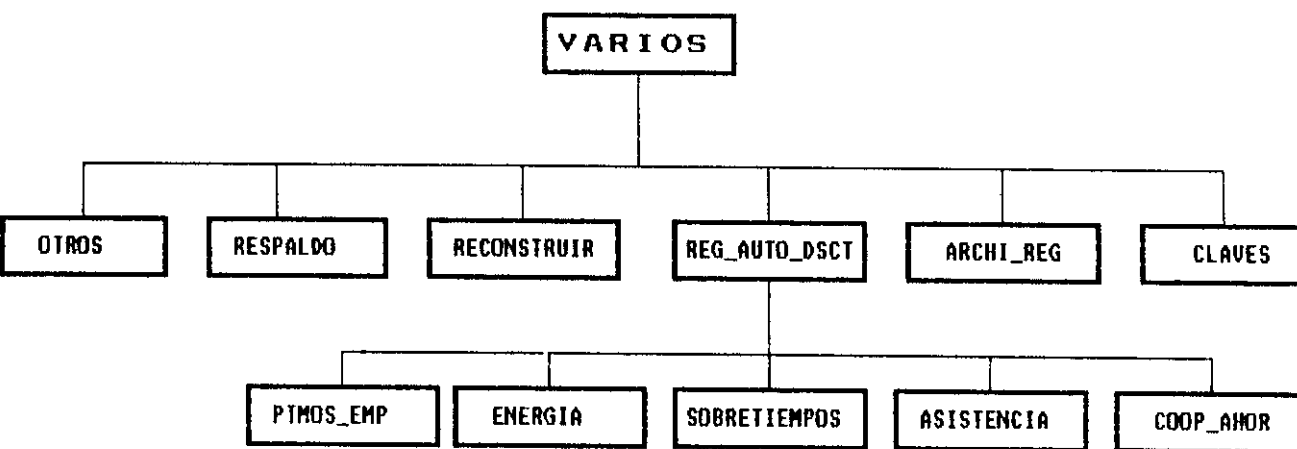 VARIOS
OTROS
RESPALDO
RECONSTRUIR
REG_AUTO_DSCT
ARCHI_REG
CLAVES
PTMOS_EMP
ENERGIA
SOBRETIEMPOS
ASISTENCIA
COOP_AHOR